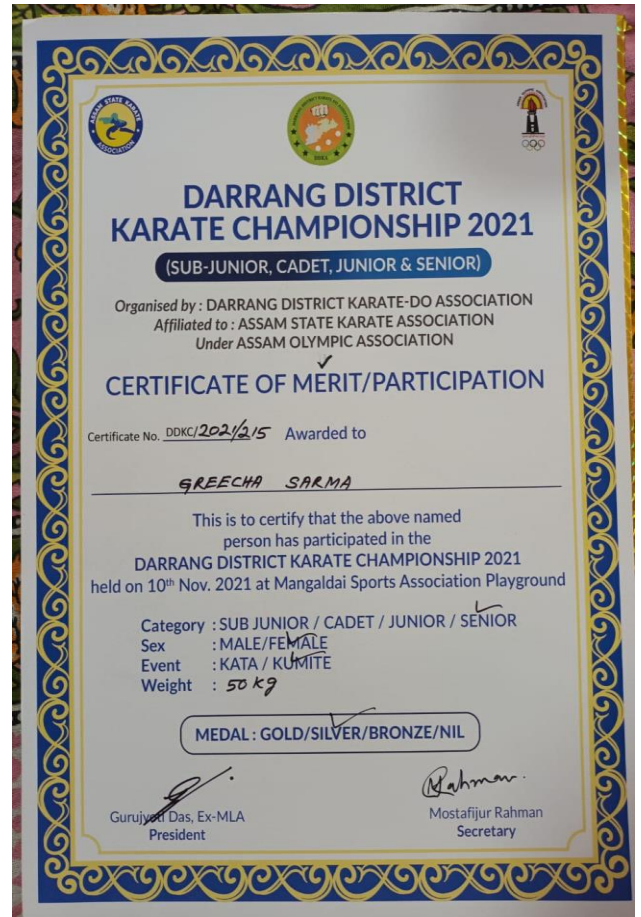 ASSAM STATE KARATE
ASSOCIATION
DARRANG DISTRICT
KARATE CHAMPIONSHIP 2021
(SUB-JUNIOR, CADET, JUNIOR & SENIOR)
Organised by : DARRANG DISTRICT KARATE-DO ASSOCIATION
Affiliated to : ASSAM STATE KARATE ASSOCIATION
Under ASSAM OLYMPIC ASSOCIATION
CERTIFICATE OF MERIT/PARTICIPATION
Certificate No. DDKC/2021/215 Awarded to
GREECHA SARMA
This is to certify that the above named
person has participated in the
DARRANG DISTRICT KARATE CHAMPIONSHIP 2021
held on 10th Nov. 2021 at Mangaldai Sports Association Playground
Category : SUB JUNIOR / CADET / JUNIOR / SENIOR
Sex : MALE/FEMALE
Event : KATA / KUMITE
Weight : 50 Kg
MEDAL : GOLD/SILVER/BRONZE/NIL
Rahman
Gurujyoti Das, Ex-MLA
President
Mostafijur Rahman
Secretary